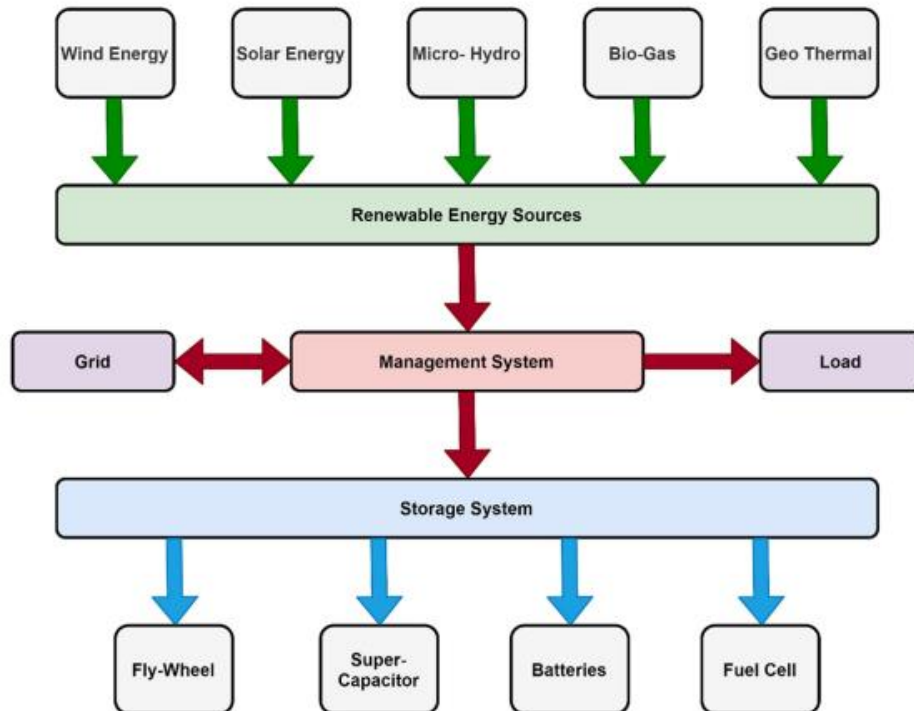 Wind Energy
Solar Energy
Micro- Hydro
Bio-Gas
Geo Thermal
Renewable Energy Sources
Grid
Management System
Load
Storage System
Fly-Wheel
Super-
Capacitor
Batteries
Fuel Cell